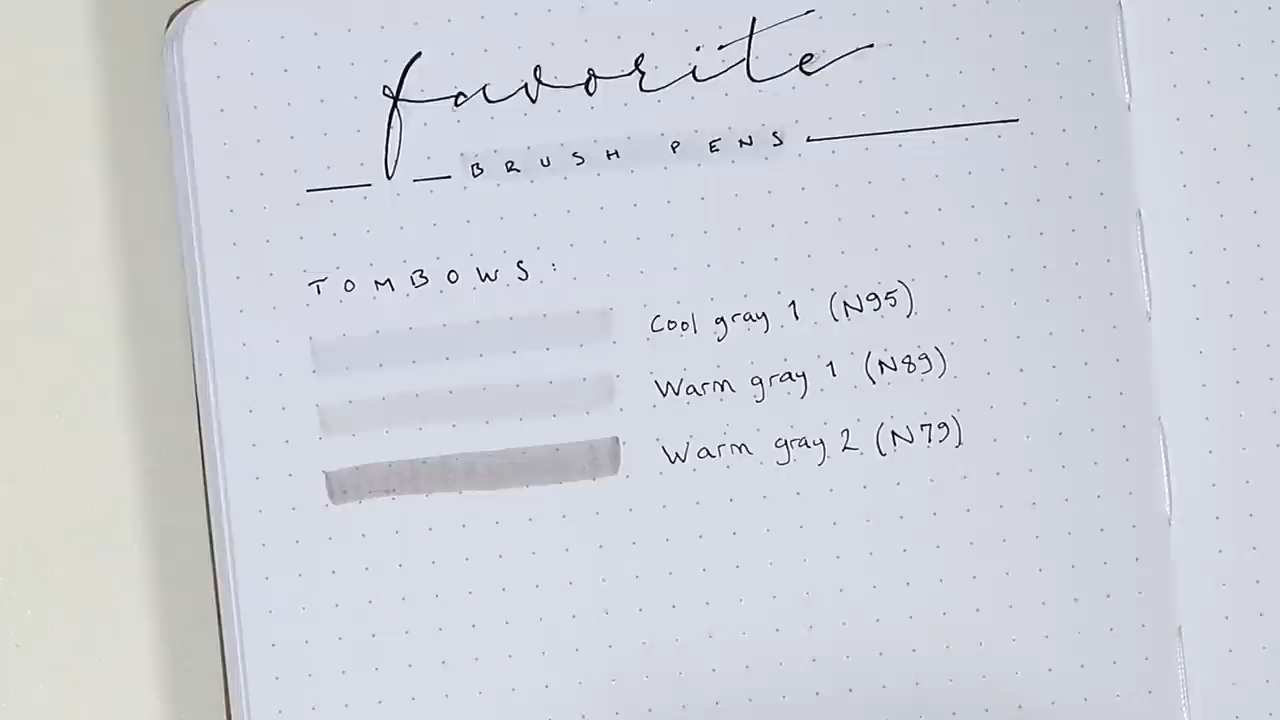 favorite
BRUSH PENS
TOMBOWS:
Cool gray 1 (N95)
Warm gray 1 (N89)
Warm gray 2 (N79)